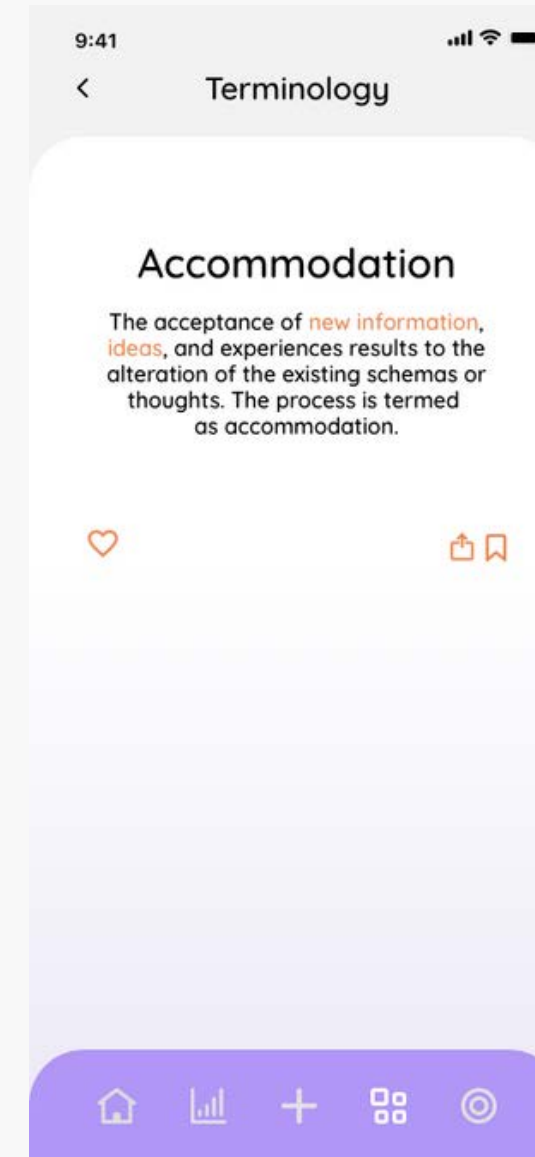 9:41
Terminology
Accommodation
The acceptance of new information,
ideas, and experiences results to the
alteration of the existing schemas or
thoughts. The process is termed
as accommodation.